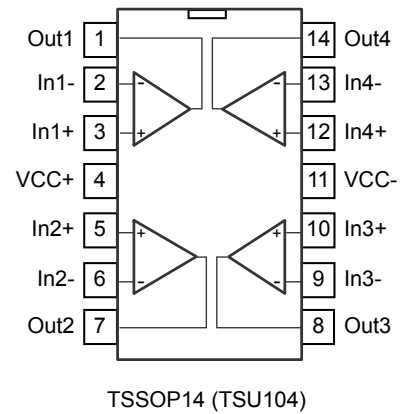 Out1 1 14 Out4
In1- 2 - - 13 In4-
In1+ 3 + + 12 In4+
VCC+ 4 11 VCC-
In2+ 5 + + 10 In3+
In2- 6 - - 9 In3-
Out2 7 8 Out3
TSSOP14 (TSU104)